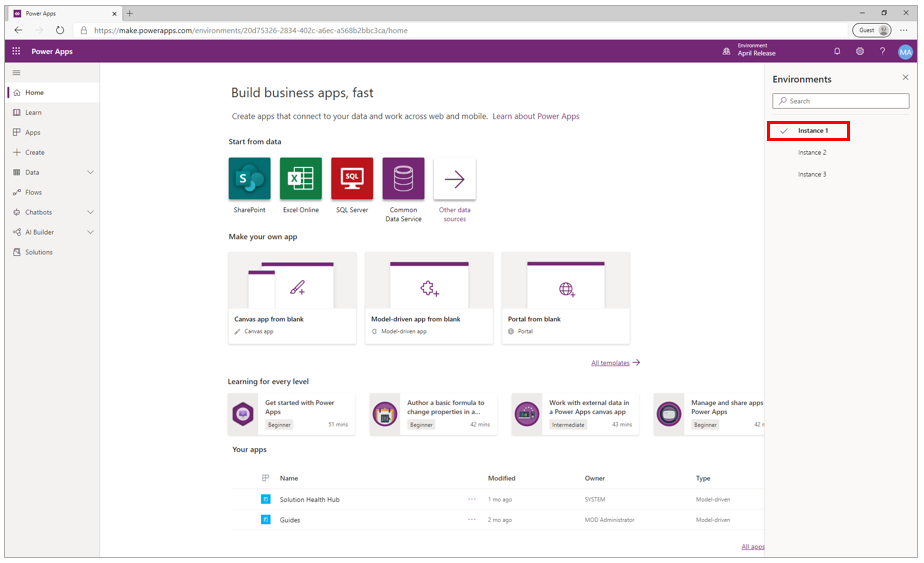 Power Apps
https://make.powerapps.com/environments/20d75326-2834-402c-a6ec-a568b2bbc3ca/home
Guest
Power Apps
Environment
April Release
?
MA
Home
Learn
Apps
Create
Data
Flows
Chatbots
AI Builder
Solutions
Build business apps, fast
Create apps that connect to your data and work across web and mobile. Learn about Power Apps
Start from data
S
X
SQL
SharePoint
Excel Online
SQL Server
Common
Data Service
Other data
sources
Make your own app
Canvas app from blank
Canvas app
Model-driven app from blank
Model-driven app
Portal from blank
Portal
All templates
Learning for every level
Get started with Power
Apps
Beginner 51 mins
Author a basic formula to
change properties in a...
Beginner 42 mins
Work with external data in
a Power Apps canvas app
Intermediate 43 mins
Manage and share apps
Power Apps
Beginner 42 m
Your apps
Name Modified Owner Type
Solution Health Hub ... 1 mo ago SYSTEM Model-driven
Guides ... 2 mo ago MOD Administrator Model-driven
All apps
Environments
Search
Instance 1
Instance 2
Instance 3